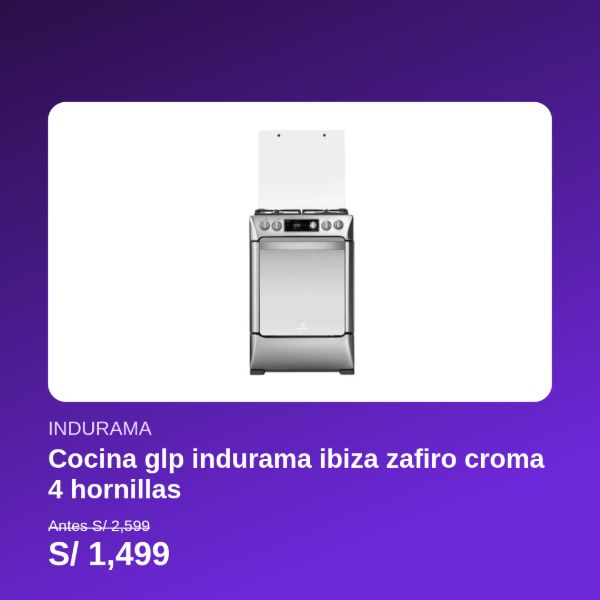 INDURAMA
Cocina glp indurama ibiza zafiro croma
4 hornillas
Antes S/ 2,599
S/ 1,499